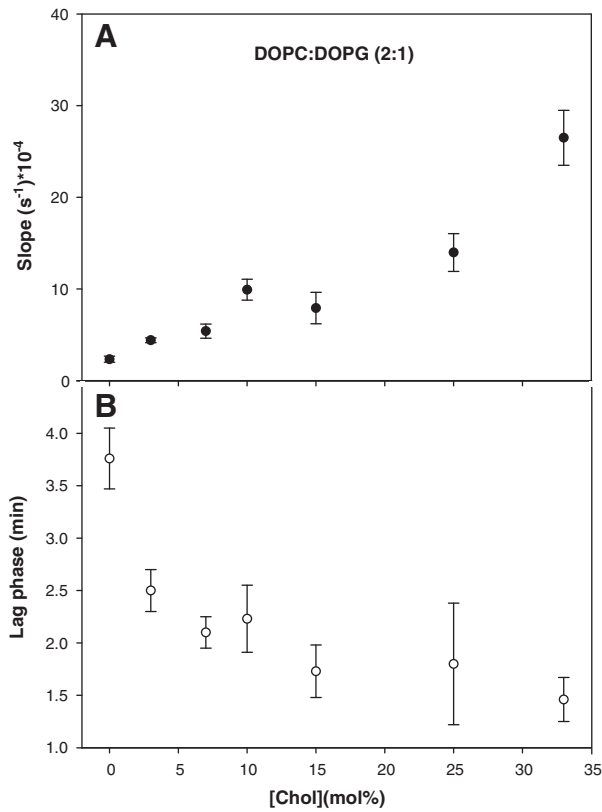 A
DOPC:DOPG (2:1)
Slope (s⁻¹)*10⁻⁴
40
30
20
10
0
B
Lag phase (min)
4.0
3.5
3.0
2.5
2.0
1.5
1.0
0 5 10 15 20 25 30 35
[Chol](mol%)